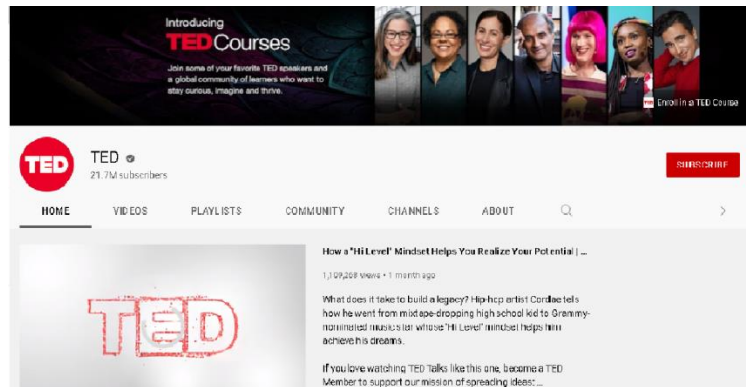 Introducing
TEDCourses
Join some of your favorite TED speakers and
a global community of learners who want to
stay curious, imagine and thrive.
TED Enroll in a TED Course
TED
TED
21.7M subscribers
SUBSCRIBE
HOME VIDEOS PLAYLISTS COMMUNITY CHANNELS ABOUT
How a "Hi Level" Mindset Helps You Realize Your Potential | ...
1,109,268 views • 1 month ago
What does it take to build a legacy? Hip-hop artist Cordae tells
how he went from mixtape-dropping high school kid to Grammy-
nominated music star whose "Hi Level" mindset helps him
achieve his dreams.
If you love watching TED Talks like this one, become a TED
Member to support our mission of spreading ideas: ...
TED